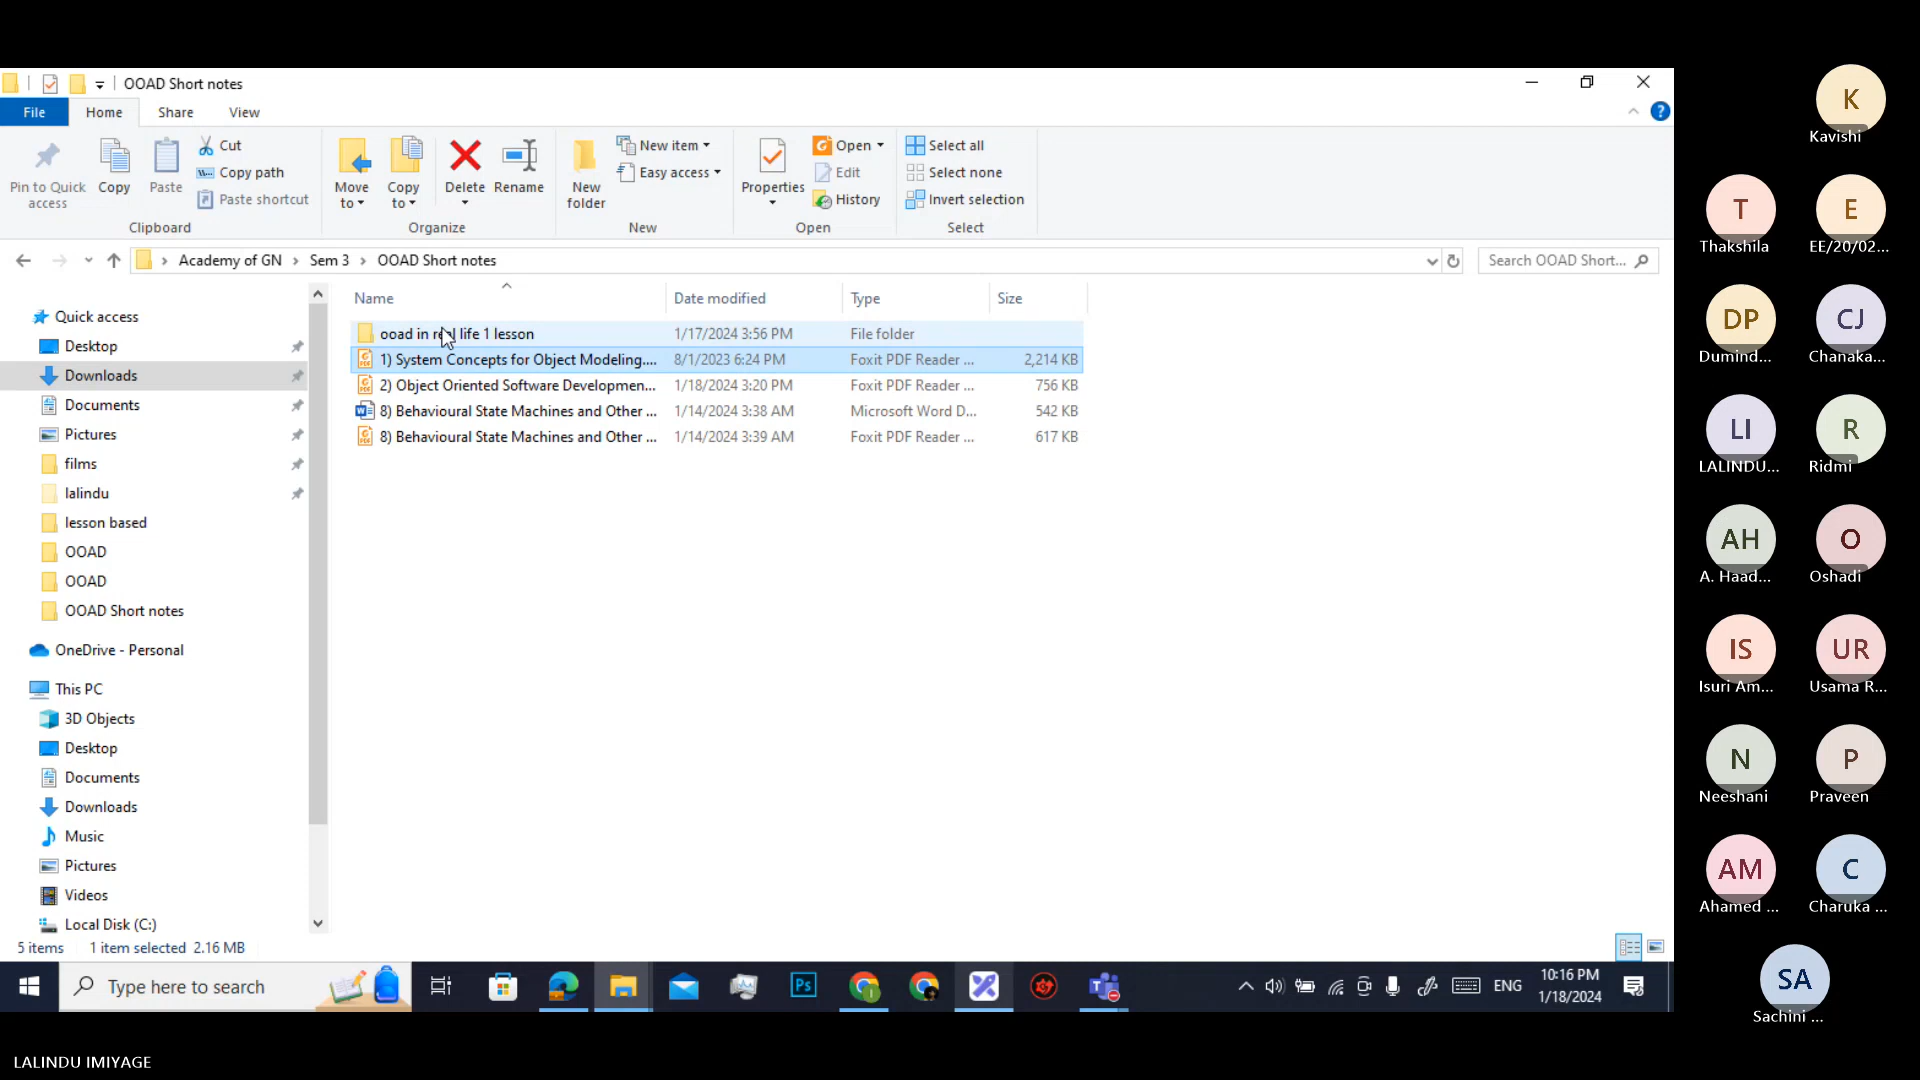 OOAD Short notes
File Home Share View
Pin to Quick access
Copy
Paste
Cut
Copy path
Paste shortcut
Clipboard
Move to
Copy to
Delete
Rename
Organize
New folder
New item
Easy access
New
Properties
Open
Edit
History
Open
Select all
Select none
Invert selection
Select
Academy of GN › Sem 3 › OOAD Short notes
Search OOAD Short...
Quick access
Desktop
Downloads
Documents
Pictures
films
lalindu
lesson based
OOAD
OOAD
OOAD Short notes
OneDrive - Personal
This PC
3D Objects
Desktop
Documents
Downloads
Music
Pictures
Videos
Local Disk (C:)
Name Date modified Type Size
ooad in real life 1 lesson 1/17/2024 3:56 PM File folder
1) System Concepts for Object Modeling.... 8/1/2023 6:24 PM Foxit PDF Reader ... 2,214 KB
2) Object Oriented Software Developmen... 1/18/2024 3:20 PM Foxit PDF Reader ... 756 KB
8) Behavioural State Machines and Other ... 1/14/2024 3:38 AM Microsoft Word D... 542 KB
8) Behavioural State Machines and Other ... 1/14/2024 3:39 AM Foxit PDF Reader ... 617 KB
5 items 1 item selected 2.16 MB
Type here to search
Ps
ENG
10:16 PM
1/18/2024
K
Kavishi
T
Thakshila
E
EE/20/02...
DP
Dumind...
CJ
Chanaka...
LI
LALINDU...
R
Ridmi
AH
A. Haad...
O
Oshadi
IS
Isuri Am...
UR
Usama R...
N
Neeshani
P
Praveen
AM
Ahamed ...
C
Charuka ...
SA
Sachini ...
LALINDU IMIYAGE